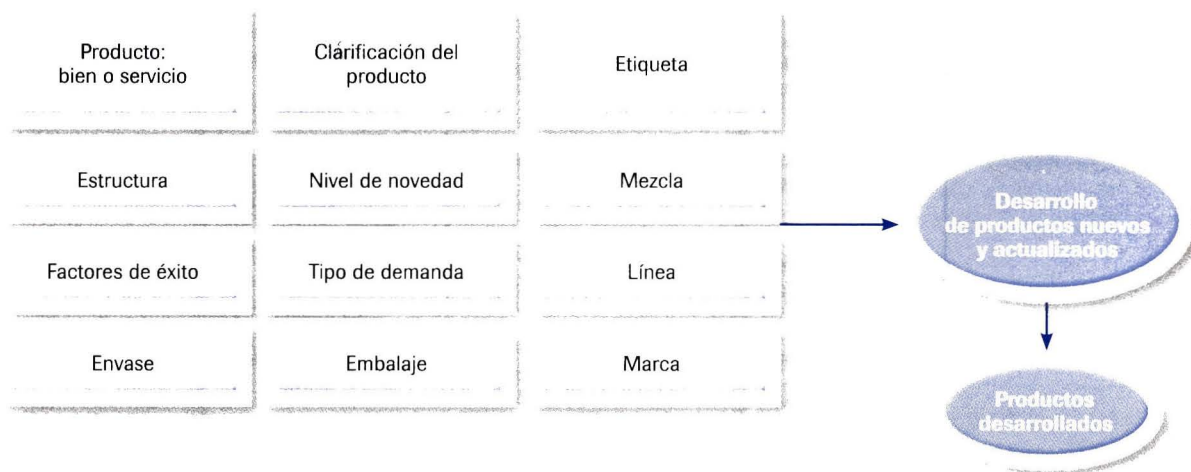 Producto:
bien o servicio
Clárificación del
producto
Etiqueta
Estructura
Nivel de novedad
Mezcla
Factores de éxito
Tipo de demanda
Línea
Envase
Embalaje
Marca
Desarrollo
de productos nuevos
y actualizados
Productos
desarrollados